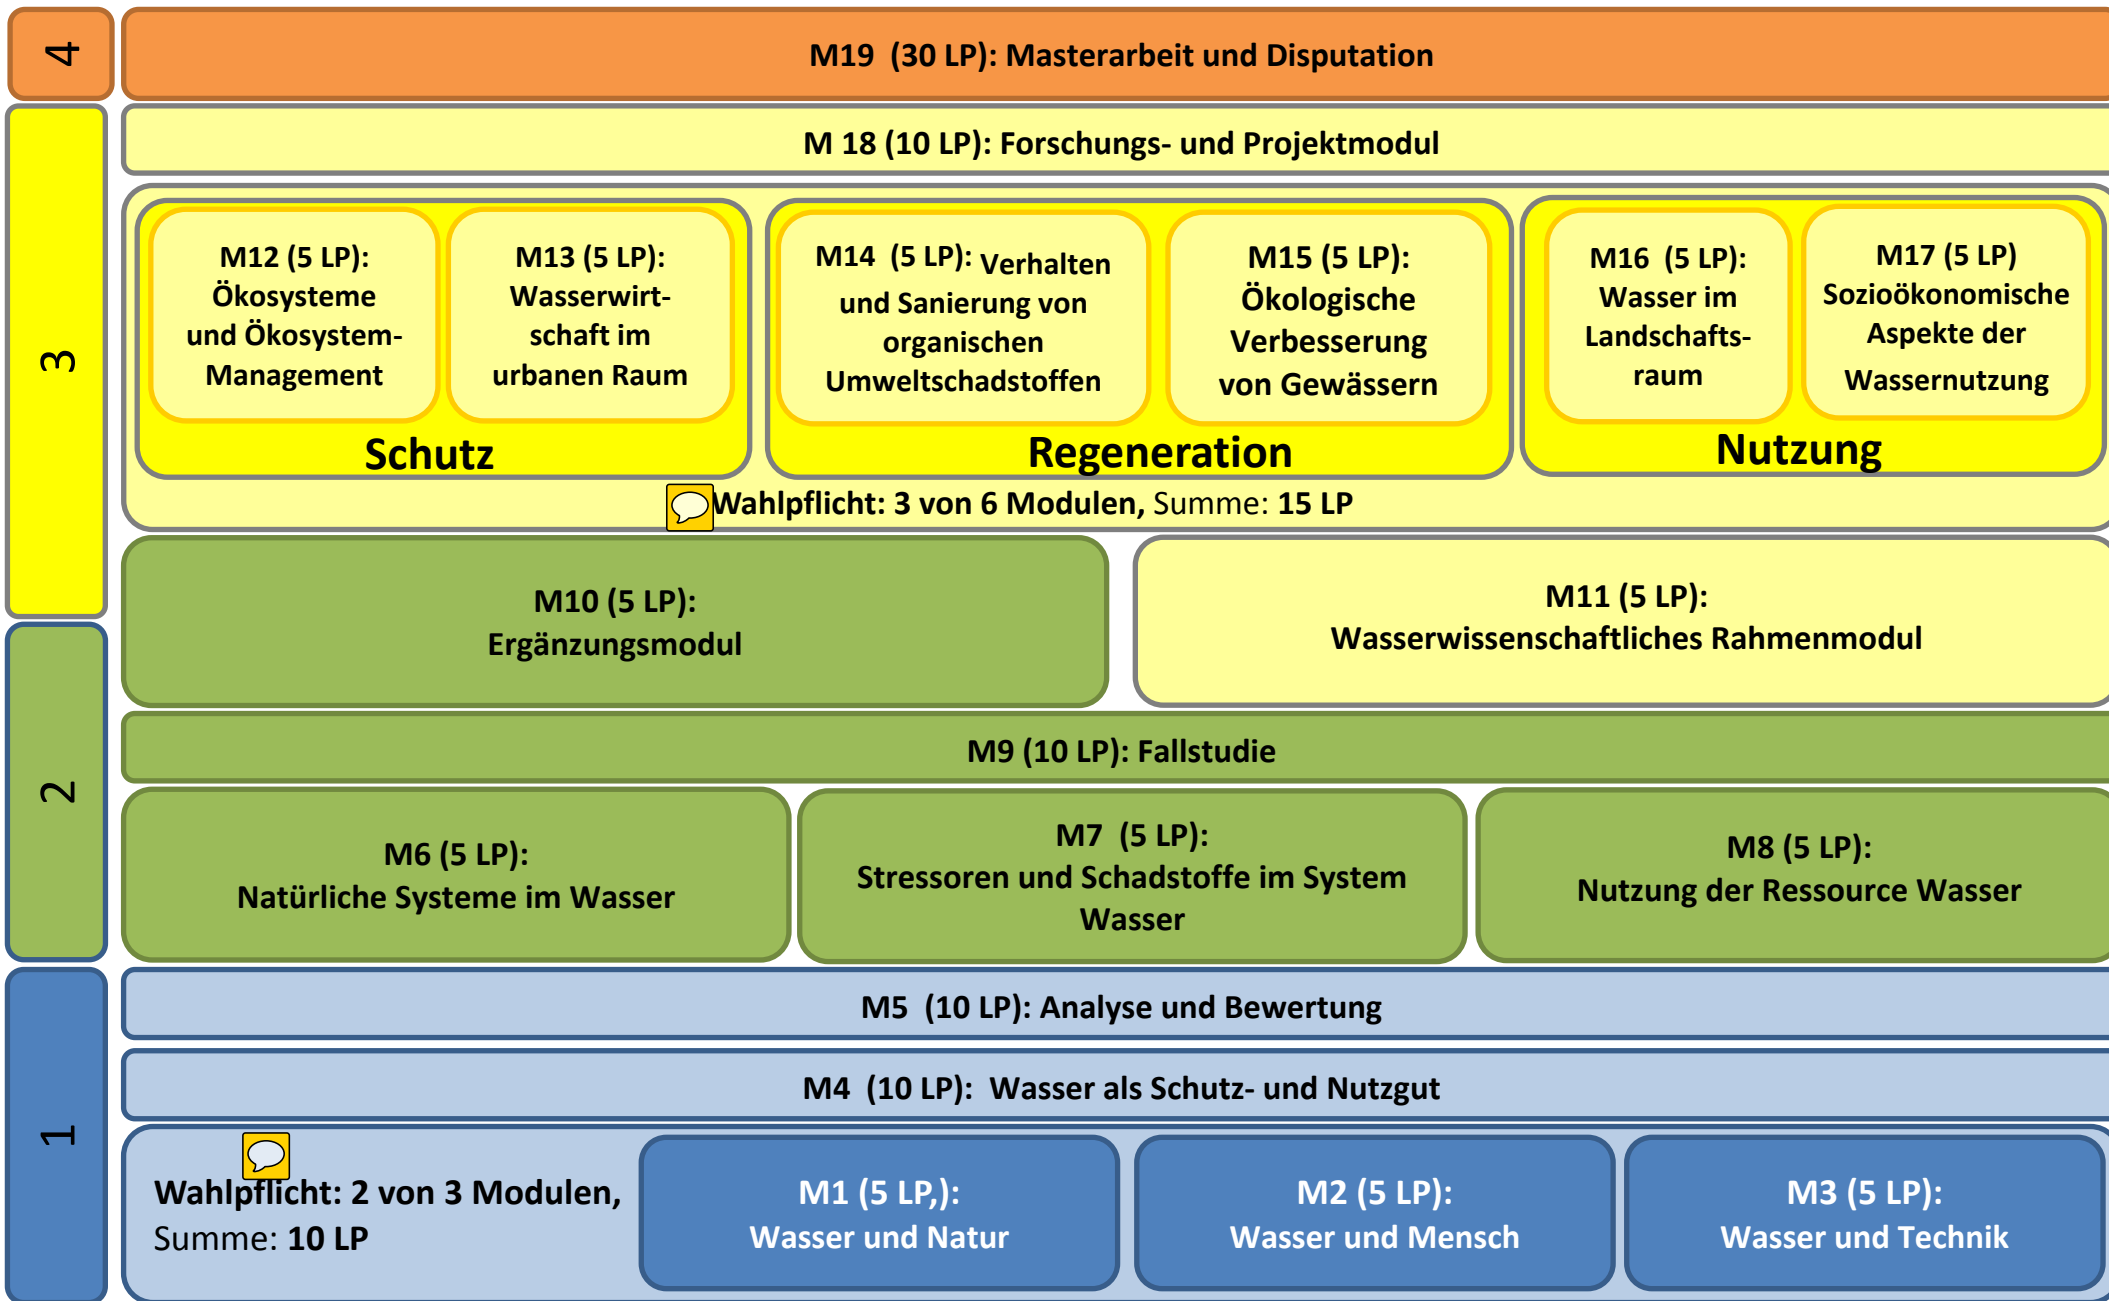 4
M19 (30 LP): Masterarbeit und Disputation
3
M 18 (10 LP): Forschungs- und Projektmodul
M12 (5 LP):
Ökosysteme
und Ökosystem-
Management
M13 (5 LP):
Wasserwirt-
schaft im
urbanen Raum
Schutz
M14 (5 LP): Verhalten
und Sanierung von
organischen
Umweltschadstoffen
M15 (5 LP):
Ökologische
Verbesserung
von Gewässern
Regeneration
M16 (5 LP):
Wasser im
Landschafts-
raum
M17 (5 LP)
Sozioökonomische
Aspekte der
Wassernutzung
Nutzung
Wahlpflicht: 3 von 6 Modulen, Summe: 15 LP
M10 (5 LP):
Ergänzungsmodul
M11 (5 LP):
Wasserwissenschaftliches Rahmenmodul
2
M9 (10 LP): Fallstudie
M6 (5 LP):
Natürliche Systeme im Wasser
M7 (5 LP):
Stressoren und Schadstoffe im System
Wasser
M8 (5 LP):
Nutzung der Ressource Wasser
1
M5 (10 LP): Analyse und Bewertung
M4 (10 LP): Wasser als Schutz- und Nutzgut
Wahlpflicht: 2 von 3 Modulen,
Summe: 10 LP
M1 (5 LP,):
Wasser und Natur
M2 (5 LP):
Wasser und Mensch
M3 (5 LP):
Wasser und Technik